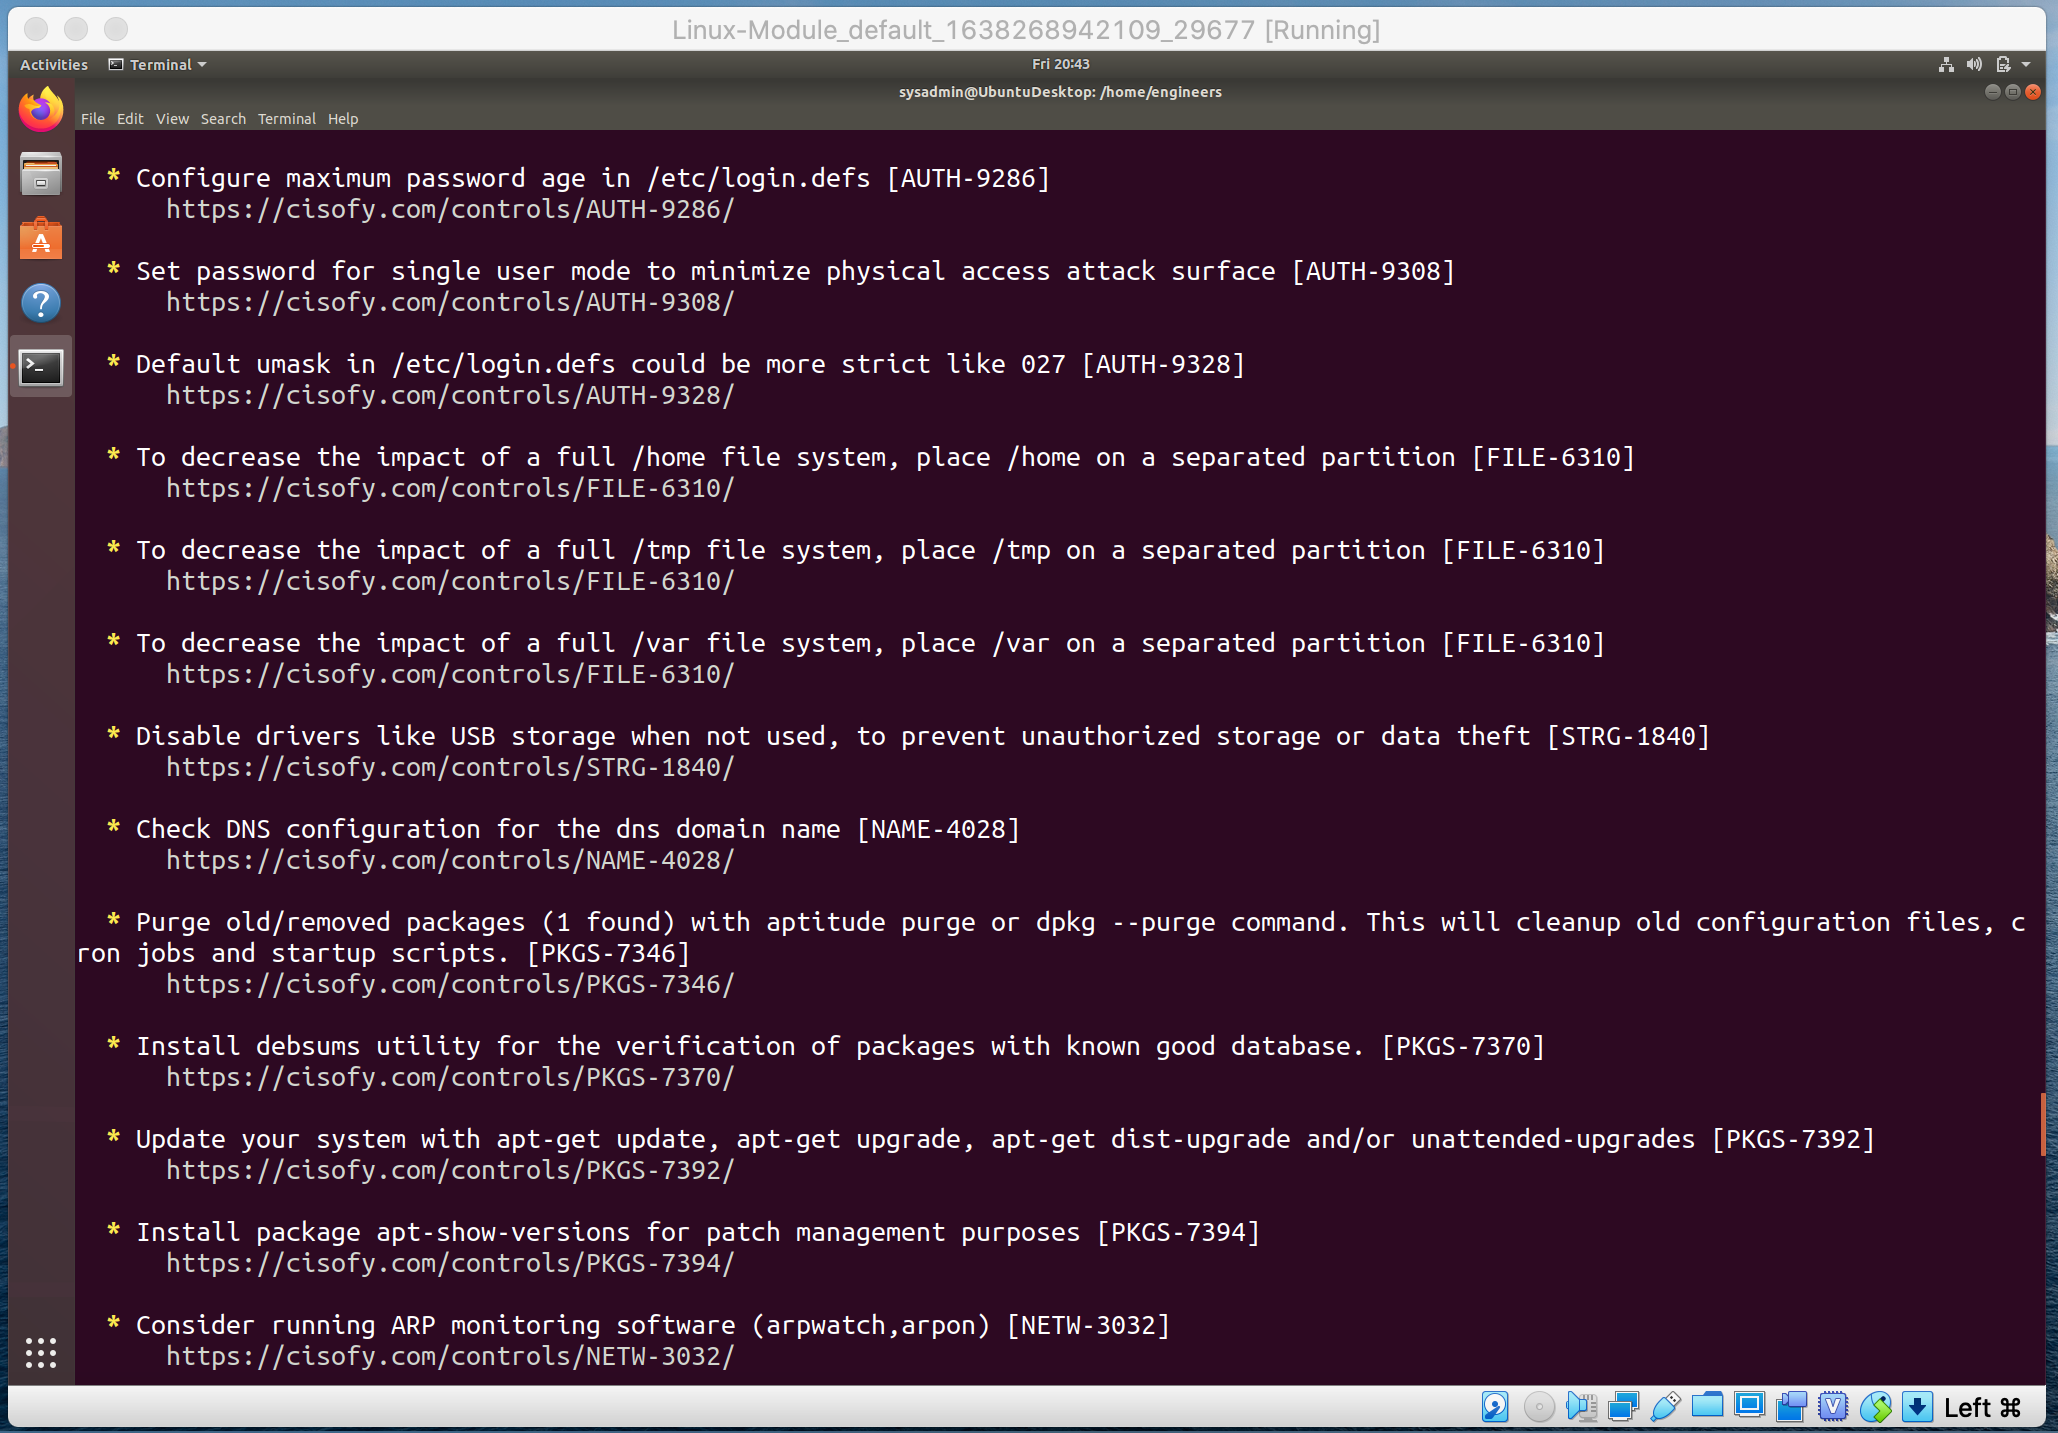 Linux-Module_default_1638268942109_29677 [Running]
Activities Terminal Fri 20:43
sysadmin@UbuntuDesktop: /home/engineers
File Edit View Search Terminal Help
* Configure maximum password age in /etc/login.defs [AUTH-9286]
https://cisofy.com/controls/AUTH-9286/
* Set password for single user mode to minimize physical access attack surface [AUTH-9308]
https://cisofy.com/controls/AUTH-9308/
* Default umask in /etc/login.defs could be more strict like 027 [AUTH-9328]
https://cisofy.com/controls/AUTH-9328/
* To decrease the impact of a full /home file system, place /home on a separated partition [FILE-6310]
https://cisofy.com/controls/FILE-6310/
* To decrease the impact of a full /tmp file system, place /tmp on a separated partition [FILE-6310]
https://cisofy.com/controls/FILE-6310/
* To decrease the impact of a full /var file system, place /var on a separated partition [FILE-6310]
https://cisofy.com/controls/FILE-6310/
* Disable drivers like USB storage when not used, to prevent unauthorized storage or data theft [STRG-1840]
https://cisofy.com/controls/STRG-1840/
* Check DNS configuration for the dns domain name [NAME-4028]
https://cisofy.com/controls/NAME-4028/
* Purge old/removed packages (1 found) with aptitude purge or dpkg --purge command. This will cleanup old configuration files, c
ron jobs and startup scripts. [PKGS-7346]
https://cisofy.com/controls/PKGS-7346/
* Install debsums utility for the verification of packages with known good database. [PKGS-7370]
https://cisofy.com/controls/PKGS-7370/
* Update your system with apt-get update, apt-get upgrade, apt-get dist-upgrade and/or unattended-upgrades [PKGS-7392]
https://cisofy.com/controls/PKGS-7392/
* Install package apt-show-versions for patch management purposes [PKGS-7394]
https://cisofy.com/controls/PKGS-7394/
* Consider running ARP monitoring software (arpwatch,arpon) [NETW-3032]
https://cisofy.com/controls/NETW-3032/
Left ⌘